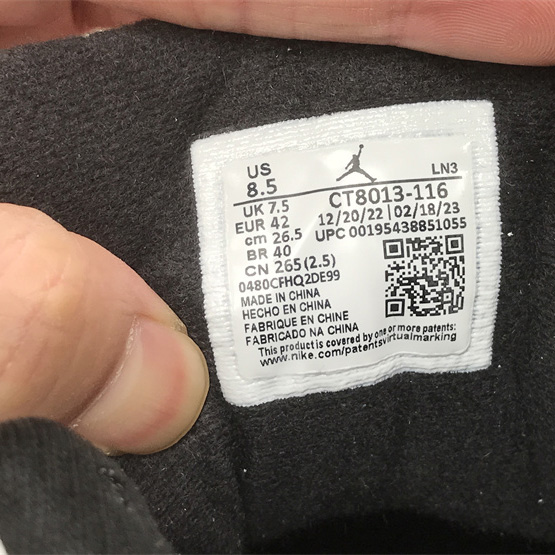 US
8.5
LN3
UK 7.5
CT8013-116
EUR 42
12/20/22 | 02/18/23
cm 26.5
UPC 00195438851055
BR 40
CN 265 (2.5)
0480CFHQ2DE99
MADE IN CHINA
HECHO EN CHINA
FABRIQUE EN CHINE
FABRICADO NA CHINA
This product is covered by one or more patents:
www.nike.com/patentsvirtualmarking